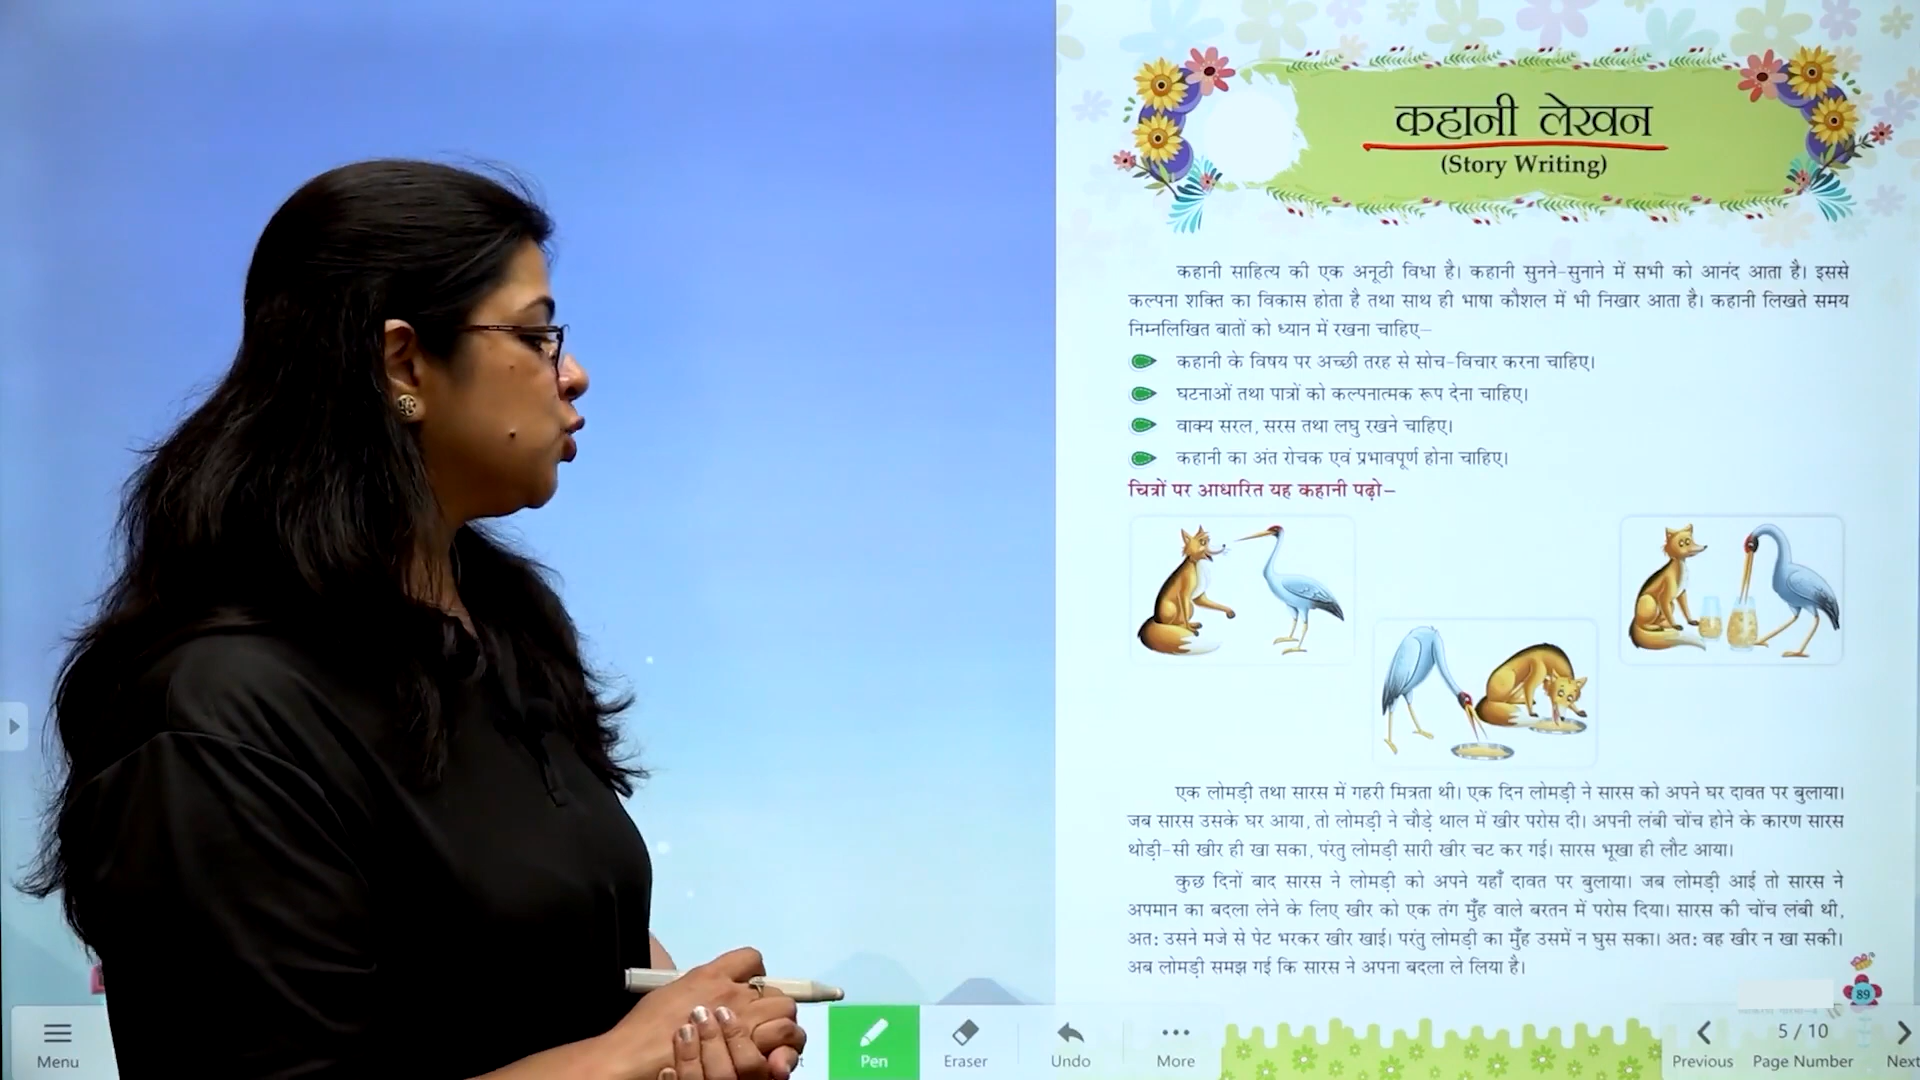 कहानी लेखन
(Story Writing)
कहानी साहित्य की एक अनूठी विधा है। कहानी सुनने-सुनाने में सभी को आनंद आता है। इससे
कल्पना शक्ति का विकास होता है तथा साथ ही भाषा कौशल में भी निखार आता है। कहानी लिखते समय
निम्नलिखित बातों को ध्यान में रखना चाहिए–
कहानी के विषय पर अच्छी तरह से सोच-विचार करना चाहिए।
घटनाओं तथा पात्रों को कल्पनात्मक रूप देना चाहिए।
वाक्य सरल, सरस तथा लघु रखने चाहिए।
कहानी का अंत रोचक एवं प्रभावपूर्ण होना चाहिए।
चित्रों पर आधारित यह कहानी पढ़ो–
एक लोमड़ी तथा सारस में गहरी मित्रता थी। एक दिन लोमड़ी ने सारस को अपने घर दावत पर बुलाया।
जब सारस उसके घर आया, तो लोमड़ी ने चौड़े थाल में खीर परोस दी। अपनी लंबी चोंच होने के कारण सारस
थोड़ी-सी खीर ही खा सका, परंतु लोमड़ी सारी खीर चट कर गई। सारस भूखा ही लौट आया।
कुछ दिनों बाद सारस ने लोमड़ी को अपने यहाँ दावत पर बुलाया। जब लोमड़ी आई तो सारस ने
अपमान का बदला लेने के लिए खीर को एक तंग मुँह वाले बरतन में परोस दिया। सारस की चोंच लंबी थी,
अत: उसने मजे से पेट भरकर खीर खाई। परंतु लोमड़ी का मुँह उसमें न घुस सका। अत: वह खीर न खा सकी।
अब लोमड़ी समझ गई कि सारस ने अपना बदला ले लिया है।
89
Menu
Pen
Eraser
Undo
More
Previous
5 / 10
Page Number
Next